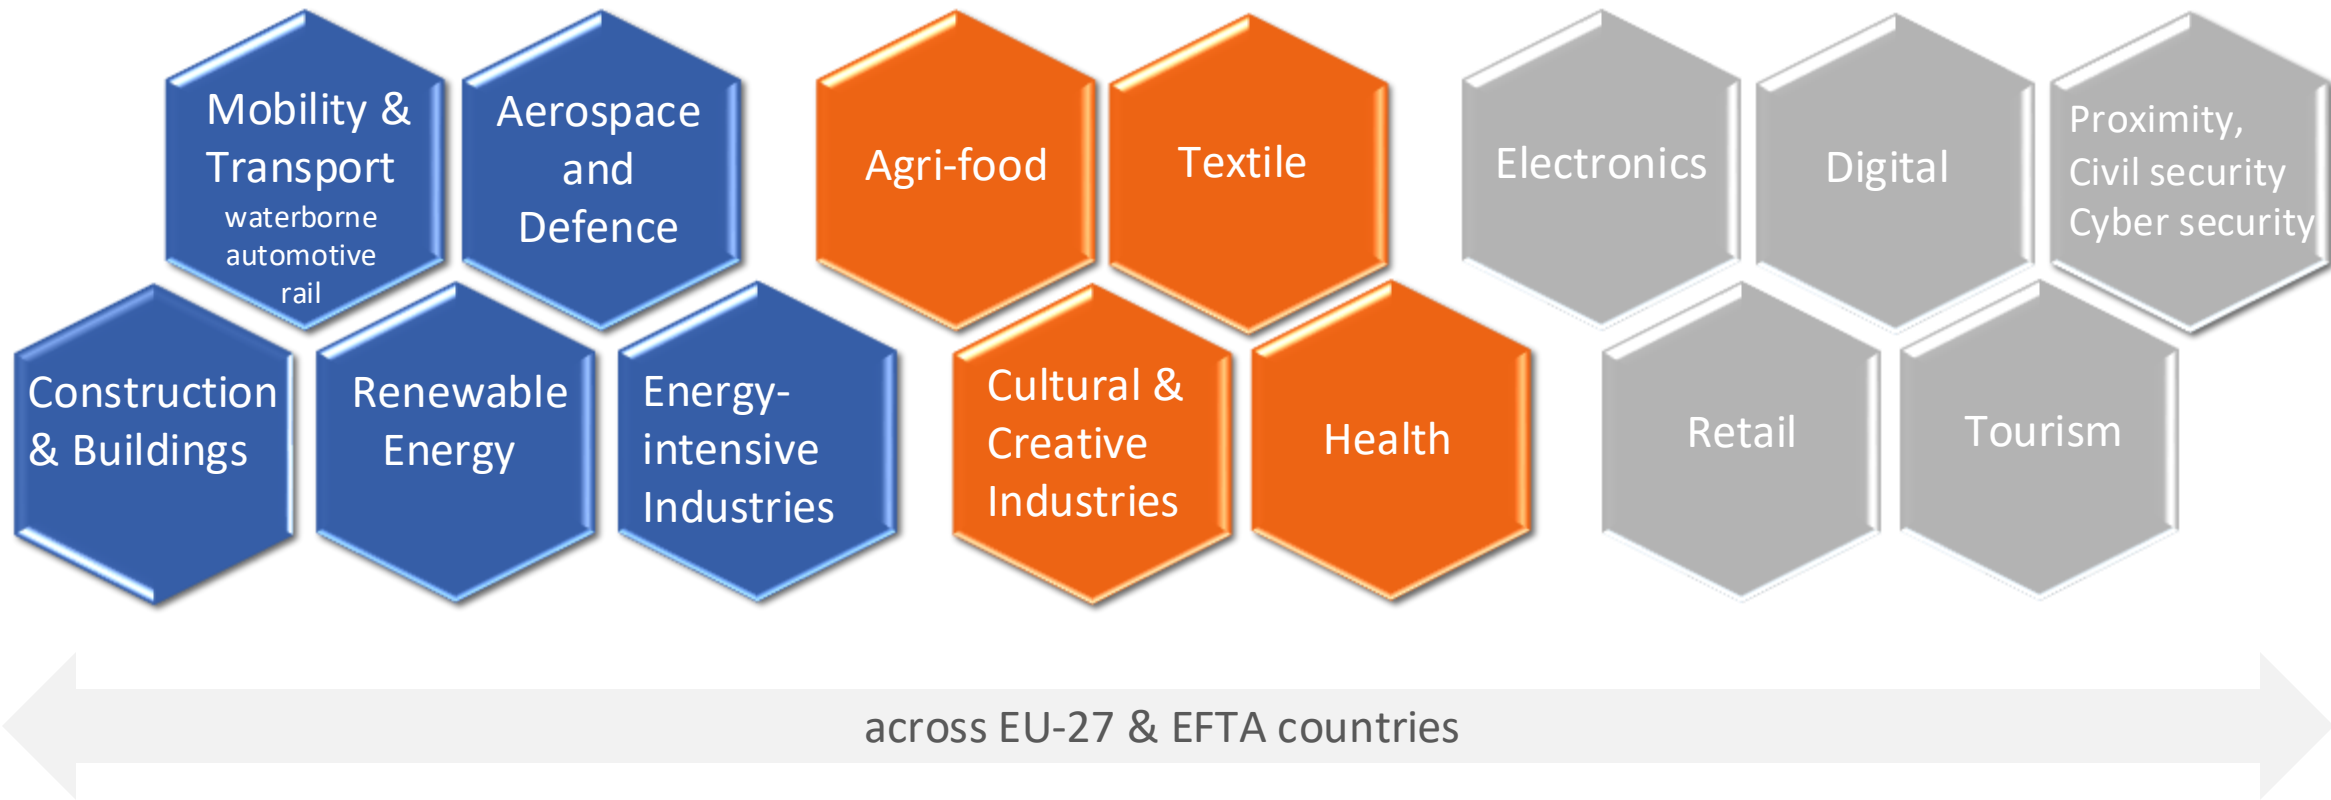 Mobility &
Transport
waterborne
automotive
rail
Aerospace
and
Defence
Agri-food
Textile
Electronics
Digital
Proximity,
Civil security
Cyber security
Construction
& Buildings
Renewable
Energy
Energy-
intensive
Industries
Cultural &
Creative
Industries
Health
Retail
Tourism
across EU-27 & EFTA countries